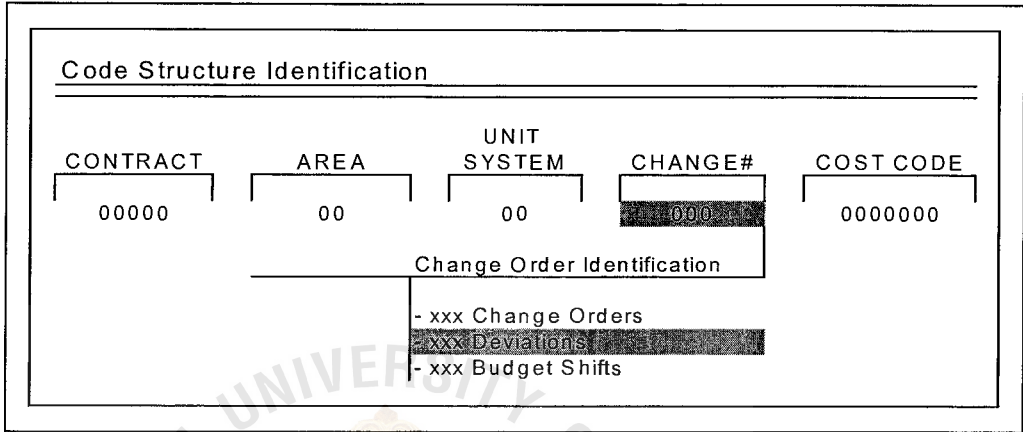 Code Structure Identification
UNIT
CONTRACT AREA SYSTEM CHANGE# COST CODE
00000 00 00 000 0000000
Change Order Identification
- xxx Change Orders
- xxx Deviations
- xxx Budget Shifts
UNIVERSITY